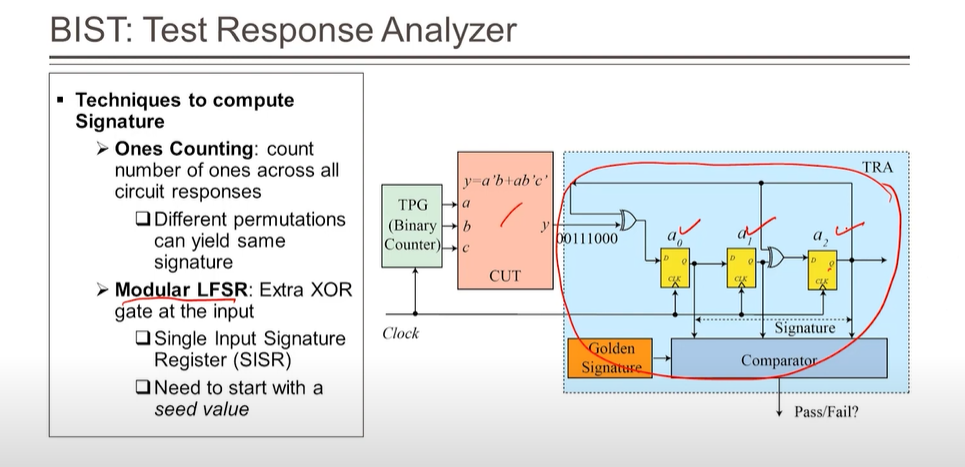 BIST: Test Response Analyzer
▪ Techniques to compute
Signature
➢ Ones Counting: count
number of ones across all
circuit responses
❑Different permutations
can yield same
signature
➢ Modular LFSR: Extra XOR
gate at the input
❑Single Input Signature
Register (SISR)
❑Need to start with a
seed value
TPG
(Binary
Counter)
y=a'b+ab'c'
a
b
c
y
CUT
Clock
00111000
TRA
a0
a1
a2
D Q
CLK
D Q
CLK
D Q
CLK
Signature
Golden
Signature
Comparator
Pass/Fail?